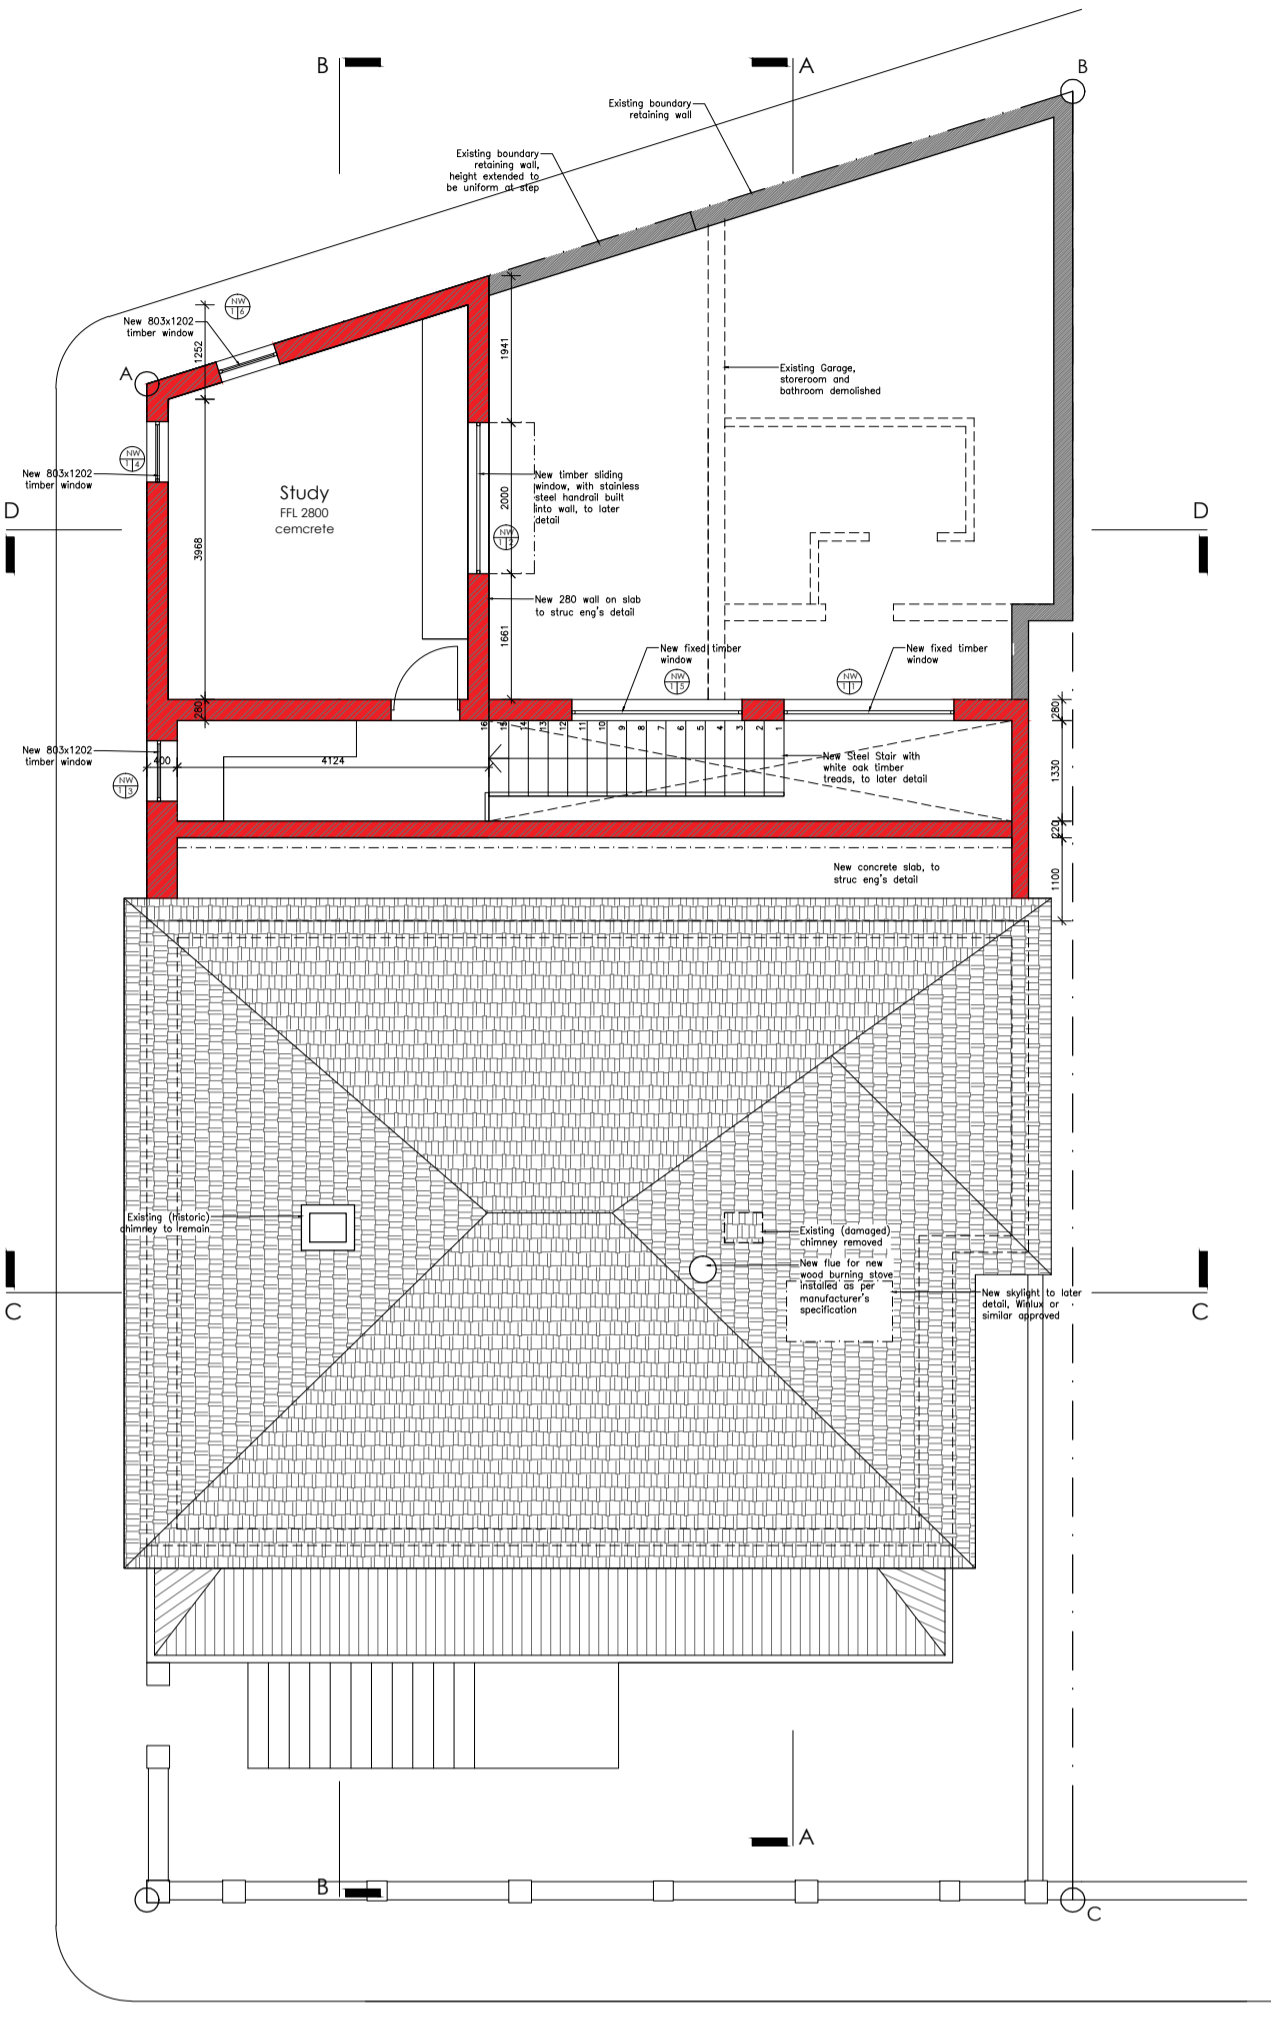 B
A
B
Existing boundary
retaining wall
Existing boundary
retaining wall,
height extended to
be uniform at step
NW
1 6
New 803x1202
timber window
1252
1941
A
Existing Garage,
storeroom and
bathroom demolished
NW
1 4
New 803x1202
timber window
Study
FFL 2800
cemcrete
New timber sliding
window, with stainless
steel handrail built
into wall, to later
detail
2000
D
D
NW
1 2
3968
New 280 wall on slab
to struc eng's detail
1661
New fixed timber
window
New fixed timber
window
NW
1 5
NW
1 1
280
280
16 15 14 13 12 11 10 9 8 7 6 5 4 3 2 1
New 803x1202
timber window
400
4124
New Steel Stair with
white oak timber
treads, to later detail
1330
NW
1 3
220
New concrete slab, to
struc eng's detail
1100
Existing (historic)
chimney to remain
Existing (damaged)
chimney removed
New flue for new
wood burning stove
installed as per
manufacturer's
specification
New skylight to later
detail, Winlux or
similar approved
C
C
A
B
C